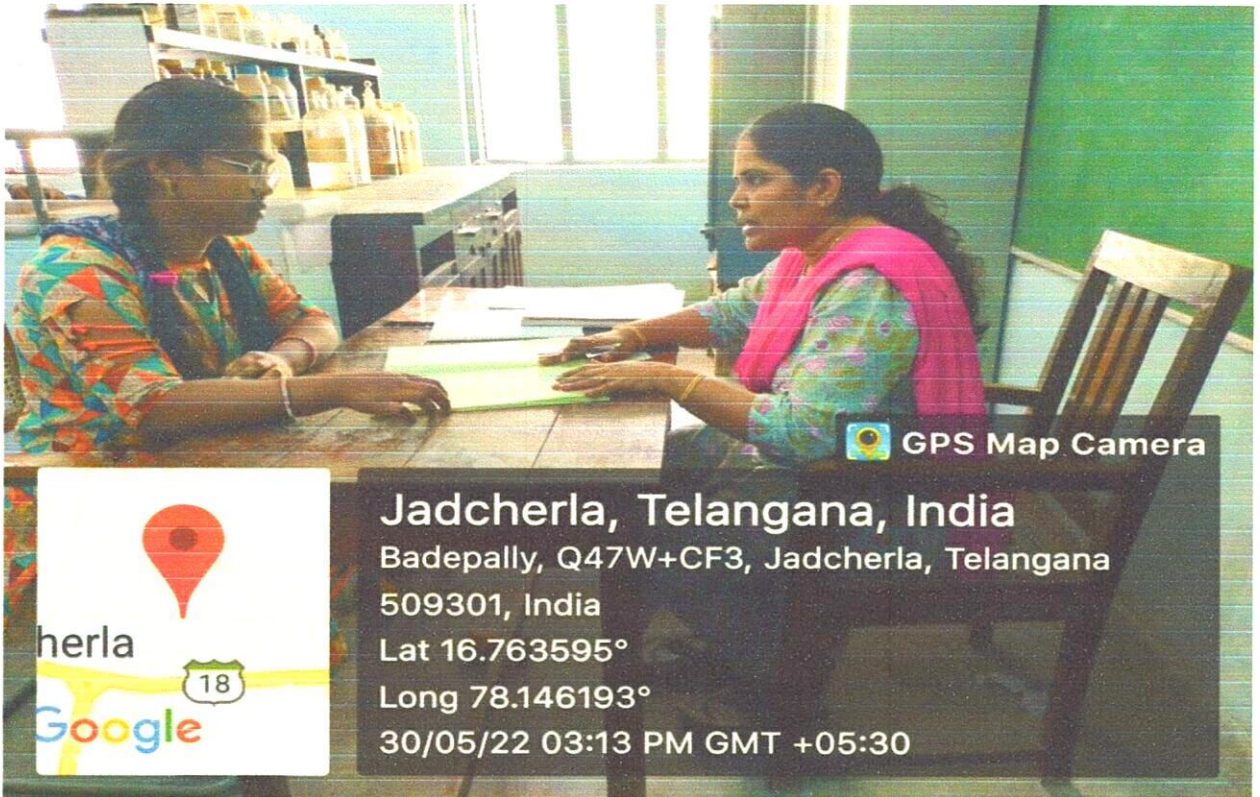 GPS Map Camera
Jadcherla, Telangana, India
Badepally, Q47W+CF3, Jadcherla, Telangana
509301, India
Lat 16.763595°
Long 78.146193°
30/05/22 03:13 PM GMT +05:30
herla
18
Google